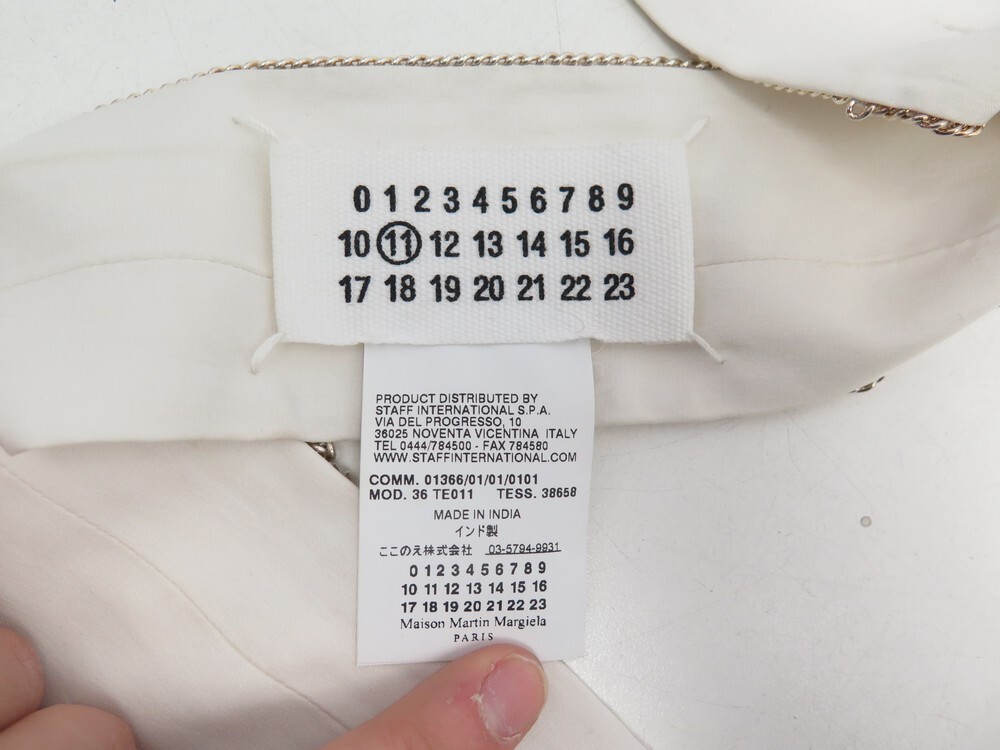 0 1 2 3 4 5 6 7 8 9
10 11 12 13 14 15 16
17 18 19 20 21 22 23
PRODUCT DISTRIBUTED BY
STAFF INTERNATIONAL S.P.A.
VIA DEL PROGRESSO, 10
36025 NOVENTA VICENTINA ITALY
TEL 0444/784500 - FAX 784580
WWW.STAFFINTERNATIONAL.COM
COMM. 01366/01/01/0101
MOD. 36 TE011 TESS. 38658
MADE IN INDIA
インド製
ここのえ株式会社 03-5794-9931
0 1 2 3 4 5 6 7 8 9
10 11 12 13 14 15 16
17 18 19 20 21 22 23
Maison Martin Margiela
PARIS